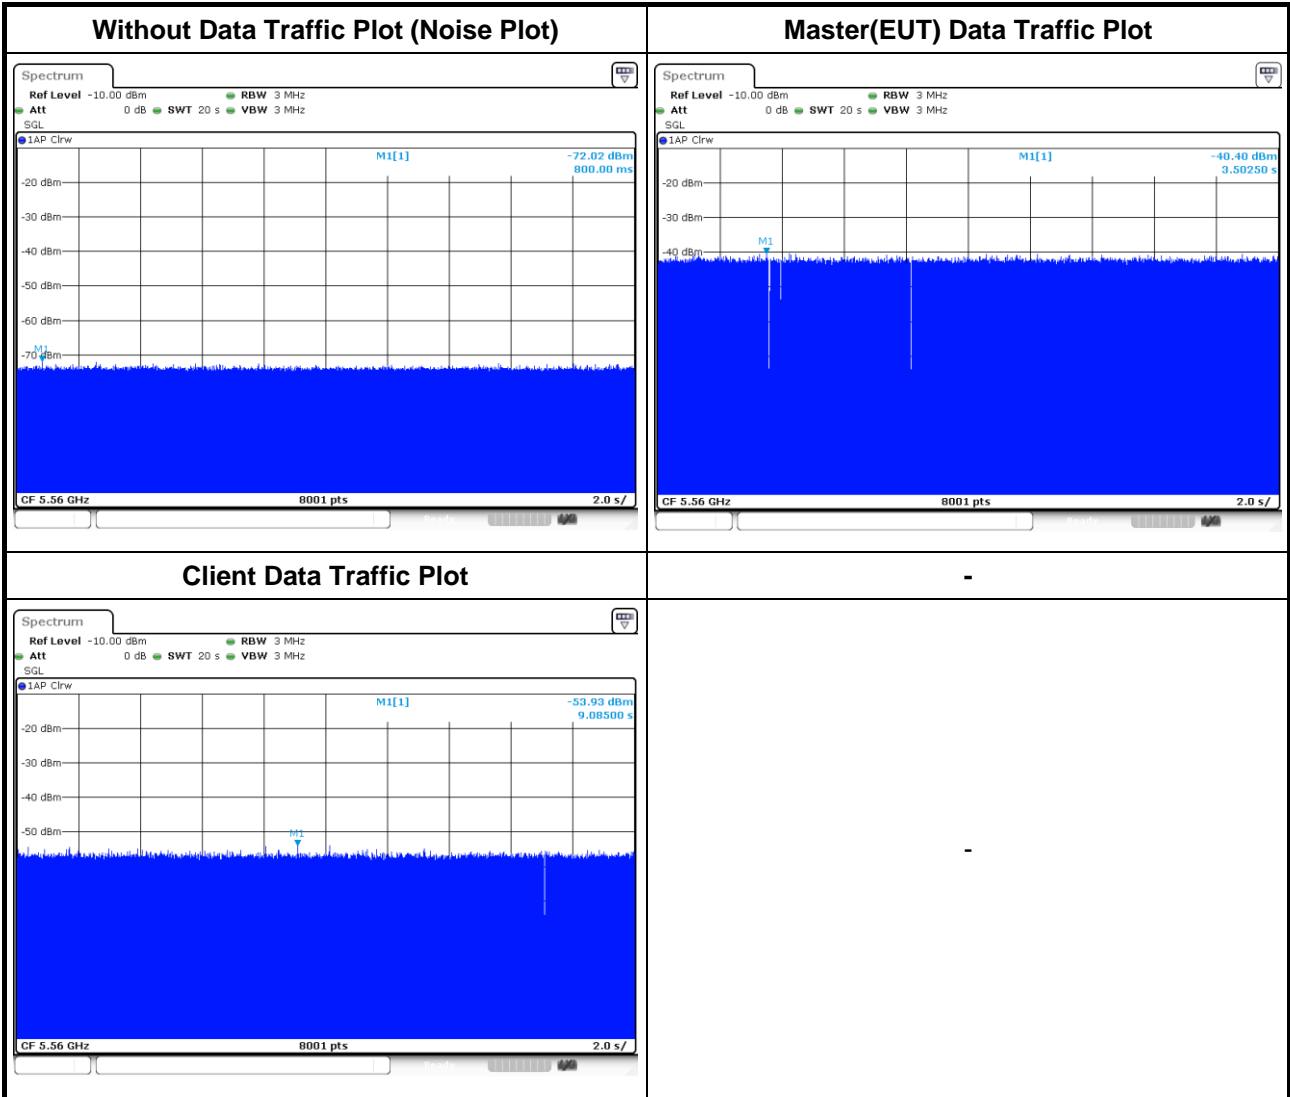 Without Data Traffic Plot (Noise Plot)
Master(EUT) Data Traffic Plot
Spectrum
Ref Level -10.00 dBm RBW 3 MHz
Att 0 dB SWT 20 s VBW 3 MHz
SGL
1AP Clrw
M1[1] -72.02 dBm
800.00 ms
-20 dBm
-30 dBm
-40 dBm
-50 dBm
-60 dBm
M1
-70 dBm
CF 5.56 GHz 8001 pts 2.0 s/
Ready
Spectrum
Ref Level -10.00 dBm RBW 3 MHz
Att 0 dB SWT 20 s VBW 3 MHz
SGL
1AP Clrw
M1[1] -40.40 dBm
3.50250 s
-20 dBm
-30 dBm
M1
-40 dBm
CF 5.56 GHz 8001 pts 2.0 s/
Ready
Client Data Traffic Plot
-
Spectrum
Ref Level -10.00 dBm RBW 3 MHz
Att 0 dB SWT 20 s VBW 3 MHz
SGL
1AP Clrw
M1[1] -53.93 dBm
9.08500 s
-20 dBm
-30 dBm
-40 dBm
-50 dBm
M1
CF 5.56 GHz 8001 pts 2.0 s/
Ready
-